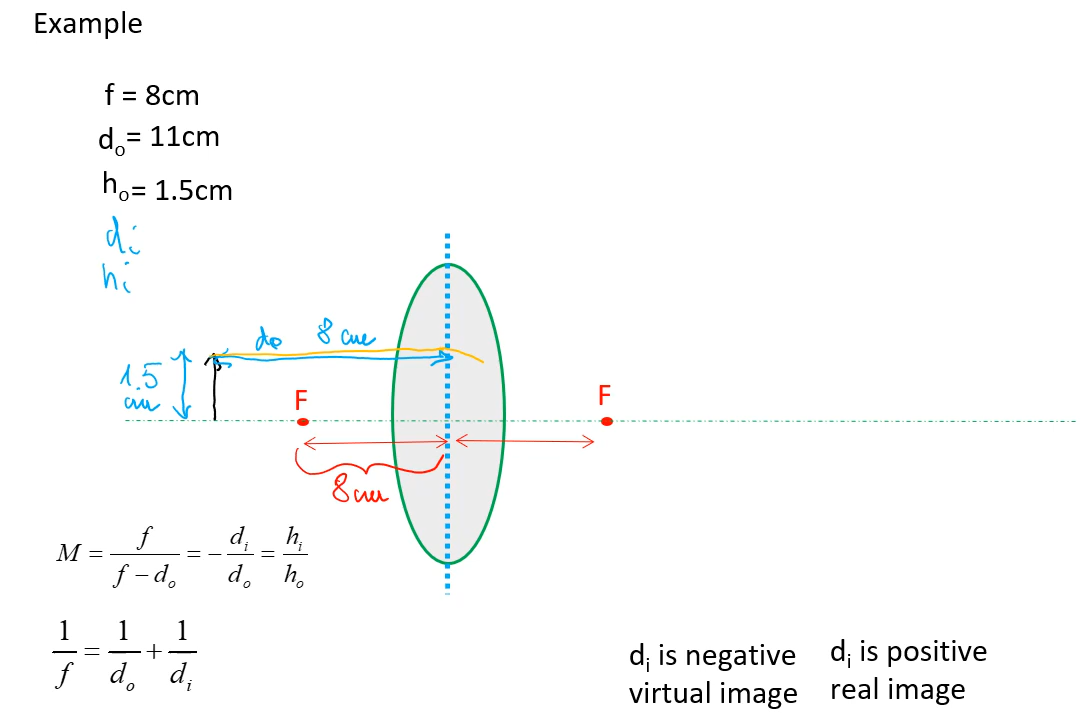 Example
f = 8cm
dₒ= 11cm
hₒ= 1.5cm
di
hi
do 8 cm
1.5
cm
F
F
8cm
M = f / (f − dₒ) = − dᵢ / dₒ = hᵢ / hₒ
1 / f = 1 / dₒ + 1 / dᵢ
dᵢ is negative
virtual image
dᵢ is positive
real image